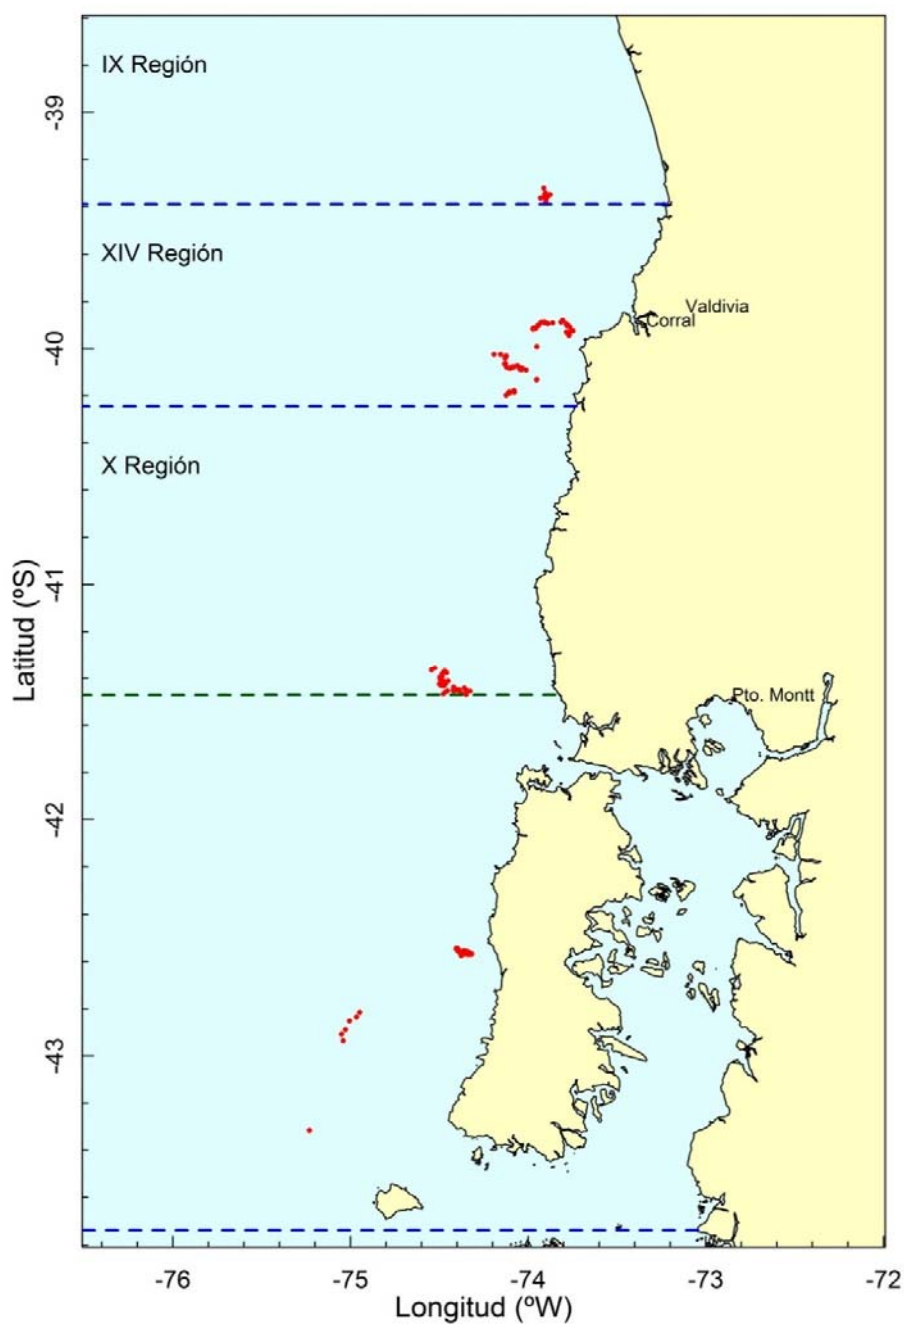 IX Región
-39
XIV Región
Valdivia
Corral
-40
X Región
-41
Latitud (ºS)
Pto. Montt
-42
-43
-76
-75
-74
-73
-72
Longitud (ºW)